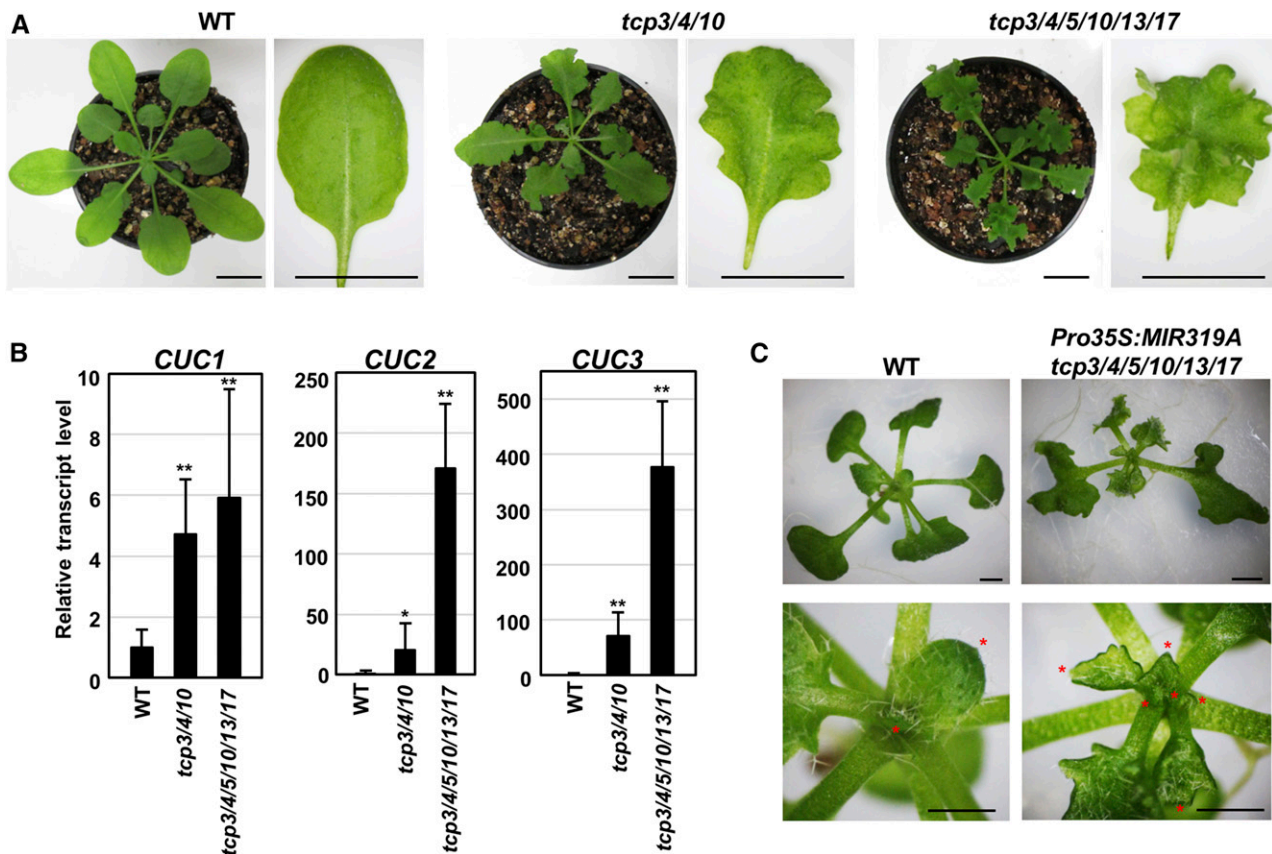 A
WT
tcp3/4/10
tcp3/4/5/10/13/17
B
CUC1
CUC2
CUC3
Relative transcript level
10
8
6
4
2
0
**
**
WT
tcp3/4/10
tcp3/4/5/10/13/17
250
200
150
100
50
0
*
**
WT
tcp3/4/10
tcp3/4/5/10/13/17
500
400
300
200
100
0
**
**
WT
tcp3/4/10
tcp3/4/5/10/13/17
C
WT
Pro35S:MIR319A
tcp3/4/5/10/13/17
*
*
*
*
*
*
*
*